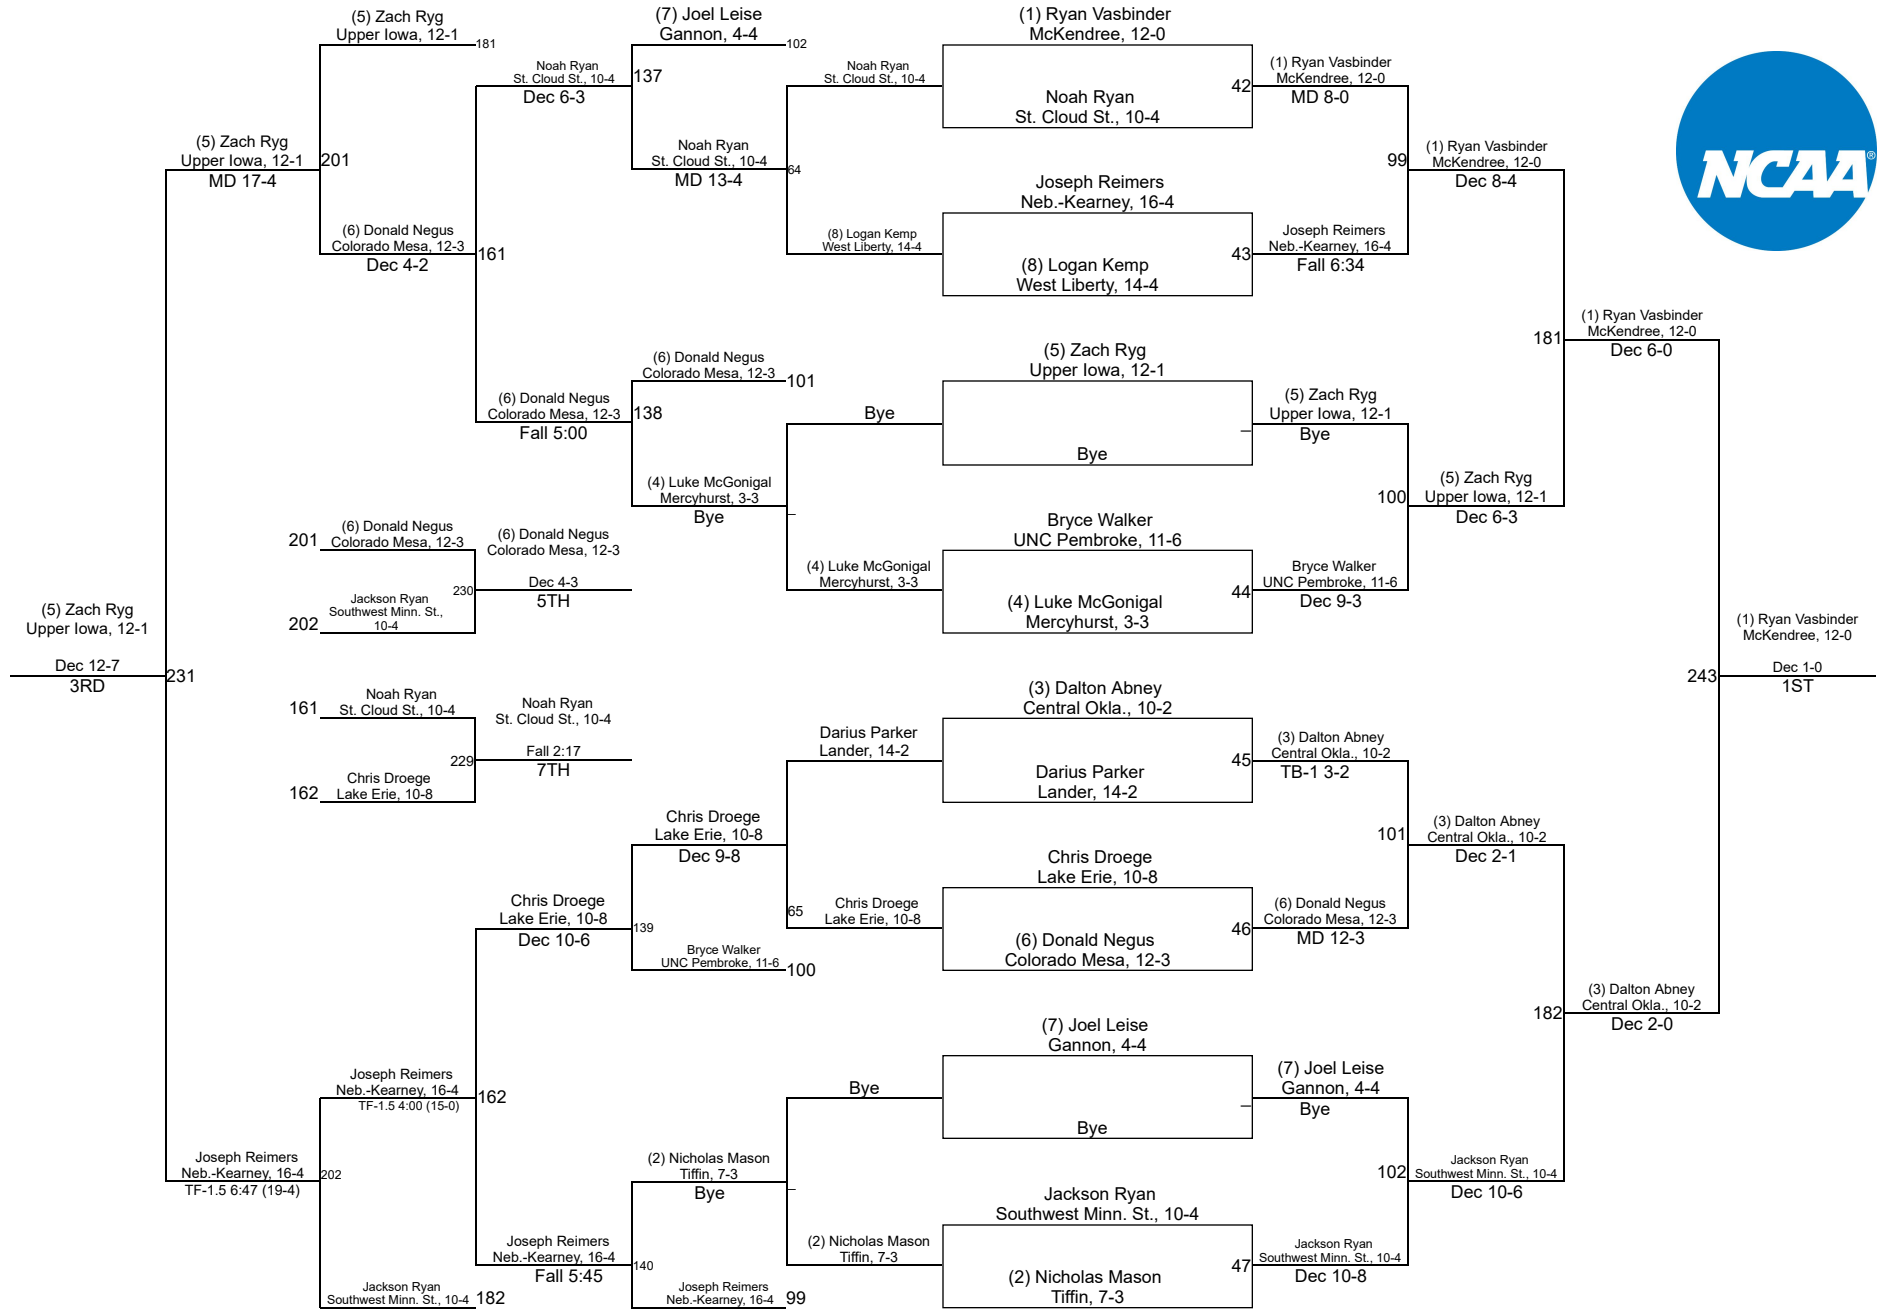 (5) Zach Ryg
Upper Iowa, 12-1
181
(7) Joel Leise
Gannon, 4-4
102
(1) Ryan Vasbinder
McKendree, 12-0
Noah Ryan
St. Cloud St., 10-4
Dec 6-3
137
Noah Ryan
St. Cloud St., 10-4
Noah Ryan
St. Cloud St., 10-4
42
(1) Ryan Vasbinder
McKendree, 12-0
MD 8-0
NCAA®
(5) Zach Ryg
Upper Iowa, 12-1
MD 17-4
201
Noah Ryan
St. Cloud St., 10-4
MD 13-4
64
99
(1) Ryan Vasbinder
McKendree, 12-0
Dec 8-4
Joseph Reimers
Neb.-Kearney, 16-4
(6) Donald Negus
Colorado Mesa, 12-3
Dec 4-2
161
(8) Logan Kemp
West Liberty, 14-4
(8) Logan Kemp
West Liberty, 14-4
43
Joseph Reimers
Neb.-Kearney, 16-4
Fall 6:34
181
(1) Ryan Vasbinder
McKendree, 12-0
Dec 6-0
(6) Donald Negus
Colorado Mesa, 12-3
101
(5) Zach Ryg
Upper Iowa, 12-1
(6) Donald Negus
Colorado Mesa, 12-3
Fall 5:00
138
Bye
Bye
(5) Zach Ryg
Upper Iowa, 12-1
Bye
(4) Luke McGonigal
Mercyhurst, 3-3
Bye
100
(5) Zach Ryg
Upper Iowa, 12-1
Dec 6-3
201
(6) Donald Negus
Colorado Mesa, 12-3
(6) Donald Negus
Colorado Mesa, 12-3
Bryce Walker
UNC Pembroke, 11-6
230
Dec 4-3
5TH
202
Jackson Ryan
Southwest Minn. St.,
10-4
(4) Luke McGonigal
Mercyhurst, 3-3
(4) Luke McGonigal
Mercyhurst, 3-3
44
Bryce Walker
UNC Pembroke, 11-6
Dec 9-3
(5) Zach Ryg
Upper Iowa, 12-1
Dec 12-7
3RD
231
243
(1) Ryan Vasbinder
McKendree, 12-0
Dec 1-0
1ST
161
Noah Ryan
St. Cloud St., 10-4
Noah Ryan
St. Cloud St., 10-4
(3) Dalton Abney
Central Okla., 10-2
229
Fall 2:17
7TH
162
Chris Droege
Lake Erie, 10-8
Darius Parker
Lander, 14-2
Darius Parker
Lander, 14-2
45
(3) Dalton Abney
Central Okla., 10-2
TB-1 3-2
Chris Droege
Lake Erie, 10-8
Dec 9-8
101
(3) Dalton Abney
Central Okla., 10-2
Dec 2-1
Chris Droege
Lake Erie, 10-8
Chris Droege
Lake Erie, 10-8
Dec 10-6
139
65
Chris Droege
Lake Erie, 10-8
(6) Donald Negus
Colorado Mesa, 12-3
46
(6) Donald Negus
Colorado Mesa, 12-3
MD 12-3
Bryce Walker
UNC Pembroke, 11-6
100
182
(3) Dalton Abney
Central Okla., 10-2
Dec 2-0
(7) Joel Leise
Gannon, 4-4
Joseph Reimers
Neb.-Kearney, 16-4
TF-1.5 4:00 (15-0)
162
Bye
Bye
(7) Joel Leise
Gannon, 4-4
Bye
Joseph Reimers
Neb.-Kearney, 16-4
TF-1.5 6:47 (19-4)
202
(2) Nicholas Mason
Tiffin, 7-3
Bye
102
Jackson Ryan
Southwest Minn. St., 10-4
Dec 10-6
Jackson Ryan
Southwest Minn. St., 10-4
Joseph Reimers
Neb.-Kearney, 16-4
Fall 5:45
140
(2) Nicholas Mason
Tiffin, 7-3
(2) Nicholas Mason
Tiffin, 7-3
47
Jackson Ryan
Southwest Minn. St., 10-4
Dec 10-8
Jackson Ryan
Southwest Minn. St., 10-4
182
Joseph Reimers
Neb.-Kearney, 16-4
99